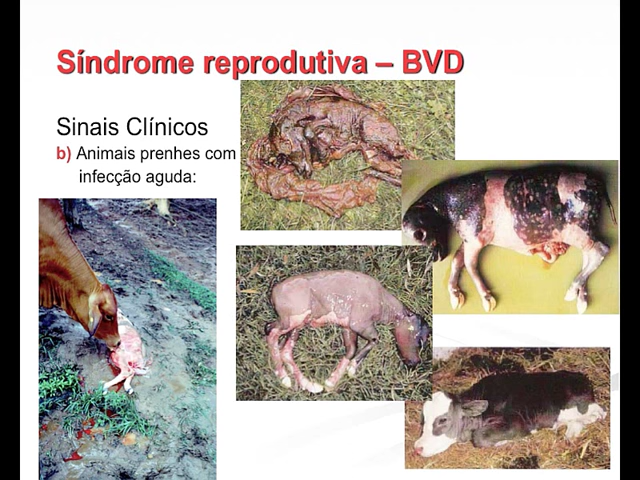 Síndrome reprodutiva – BVD
Sinais Clínicos
b) Animais prenhes com
infecção aguda: